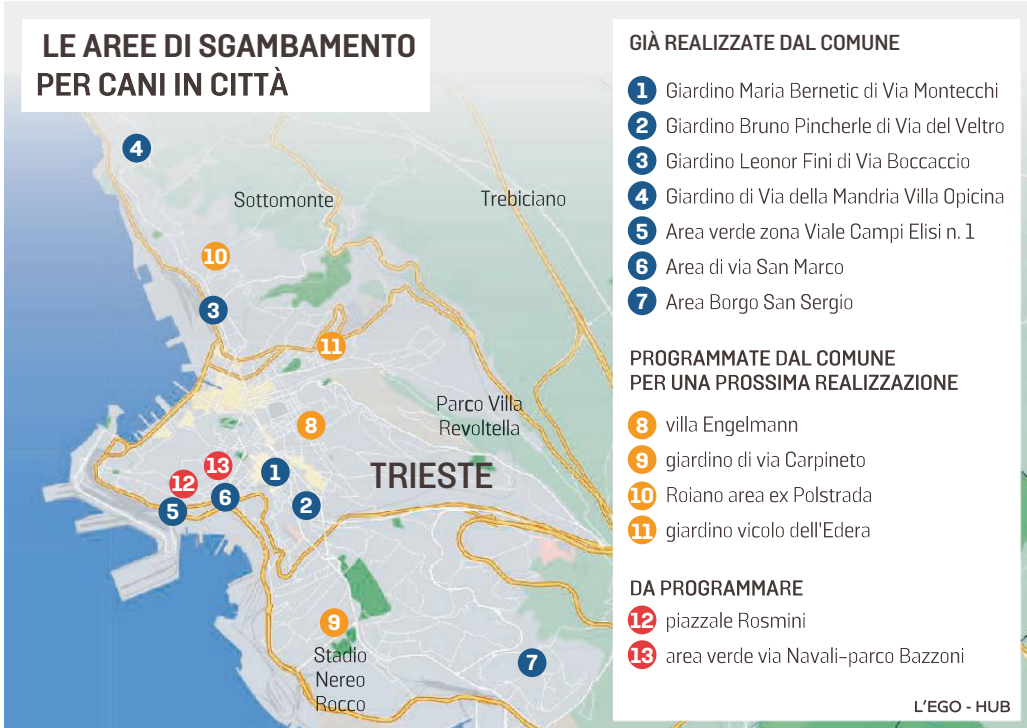 LE AREE DI SGAMBAMENTO
PER CANI IN CITTÀ
4
Sottomonte
Trebiciano
10
3
11
Parco Villa
Revoltella
8
TRIESTE
13
1
12
6
2
5
9
Stadio
Nereo
Rocco
7
GIÀ REALIZZATE DAL COMUNE
1 Giardino Maria Bernetic di Via Montecchi
2 Giardino Bruno Pincherle di Via del Veltro
3 Giardino Leonor Fini di Via Boccaccio
4 Giardino di Via della Mandria Villa Opicina
5 Area verde zona Viale Campi Elisi n. 1
6 Area di via San Marco
7 Area Borgo San Sergio
PROGRAMMATE DAL COMUNE
PER UNA PROSSIMA REALIZZAZIONE
8 villa Engelmann
9 giardino di via Carpineto
10 Roiano area ex Polstrada
11 giardino vicolo dell'Edera
DA PROGRAMMARE
12 piazzale Rosmini
13 area verde via Navali-parco Bazzoni
L'EGO - HUB